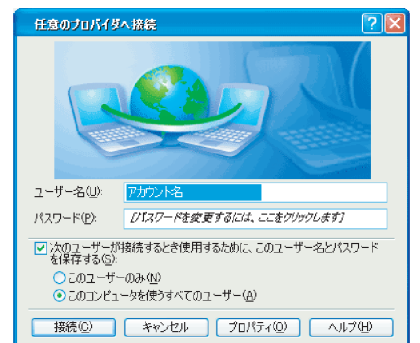 任意のプロバイダへ接続
ユーザー名(U):
アカウント名
パスワード(P):
[パスワードを変更するには、ここをクリックします]
次のユーザーが接続するとき使用するために、このユーザー名とパスワード
を保存する(S):
このユーザーのみ(N)
このコンピュータを使うすべてのユーザー(A)
接続(C)
キャンセル
プロパティ(O)
ヘルプ(H)